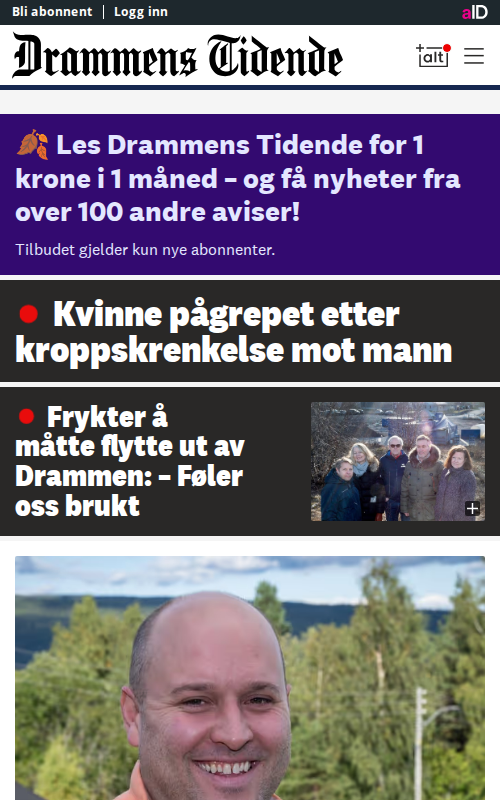 Bli abonnent | Logg inn
aID
Drammens Tidende
+alt
🍂 Les Drammens Tidende for 1
krone i 1 måned – og få nyheter fra
over 100 andre aviser!
Tilbudet gjelder kun nye abonnenter.
Kvinne pågrepet etter
kroppskrenkelse mot mann
Frykter å
måtte flytte ut av
Drammen: – Føler
oss brukt